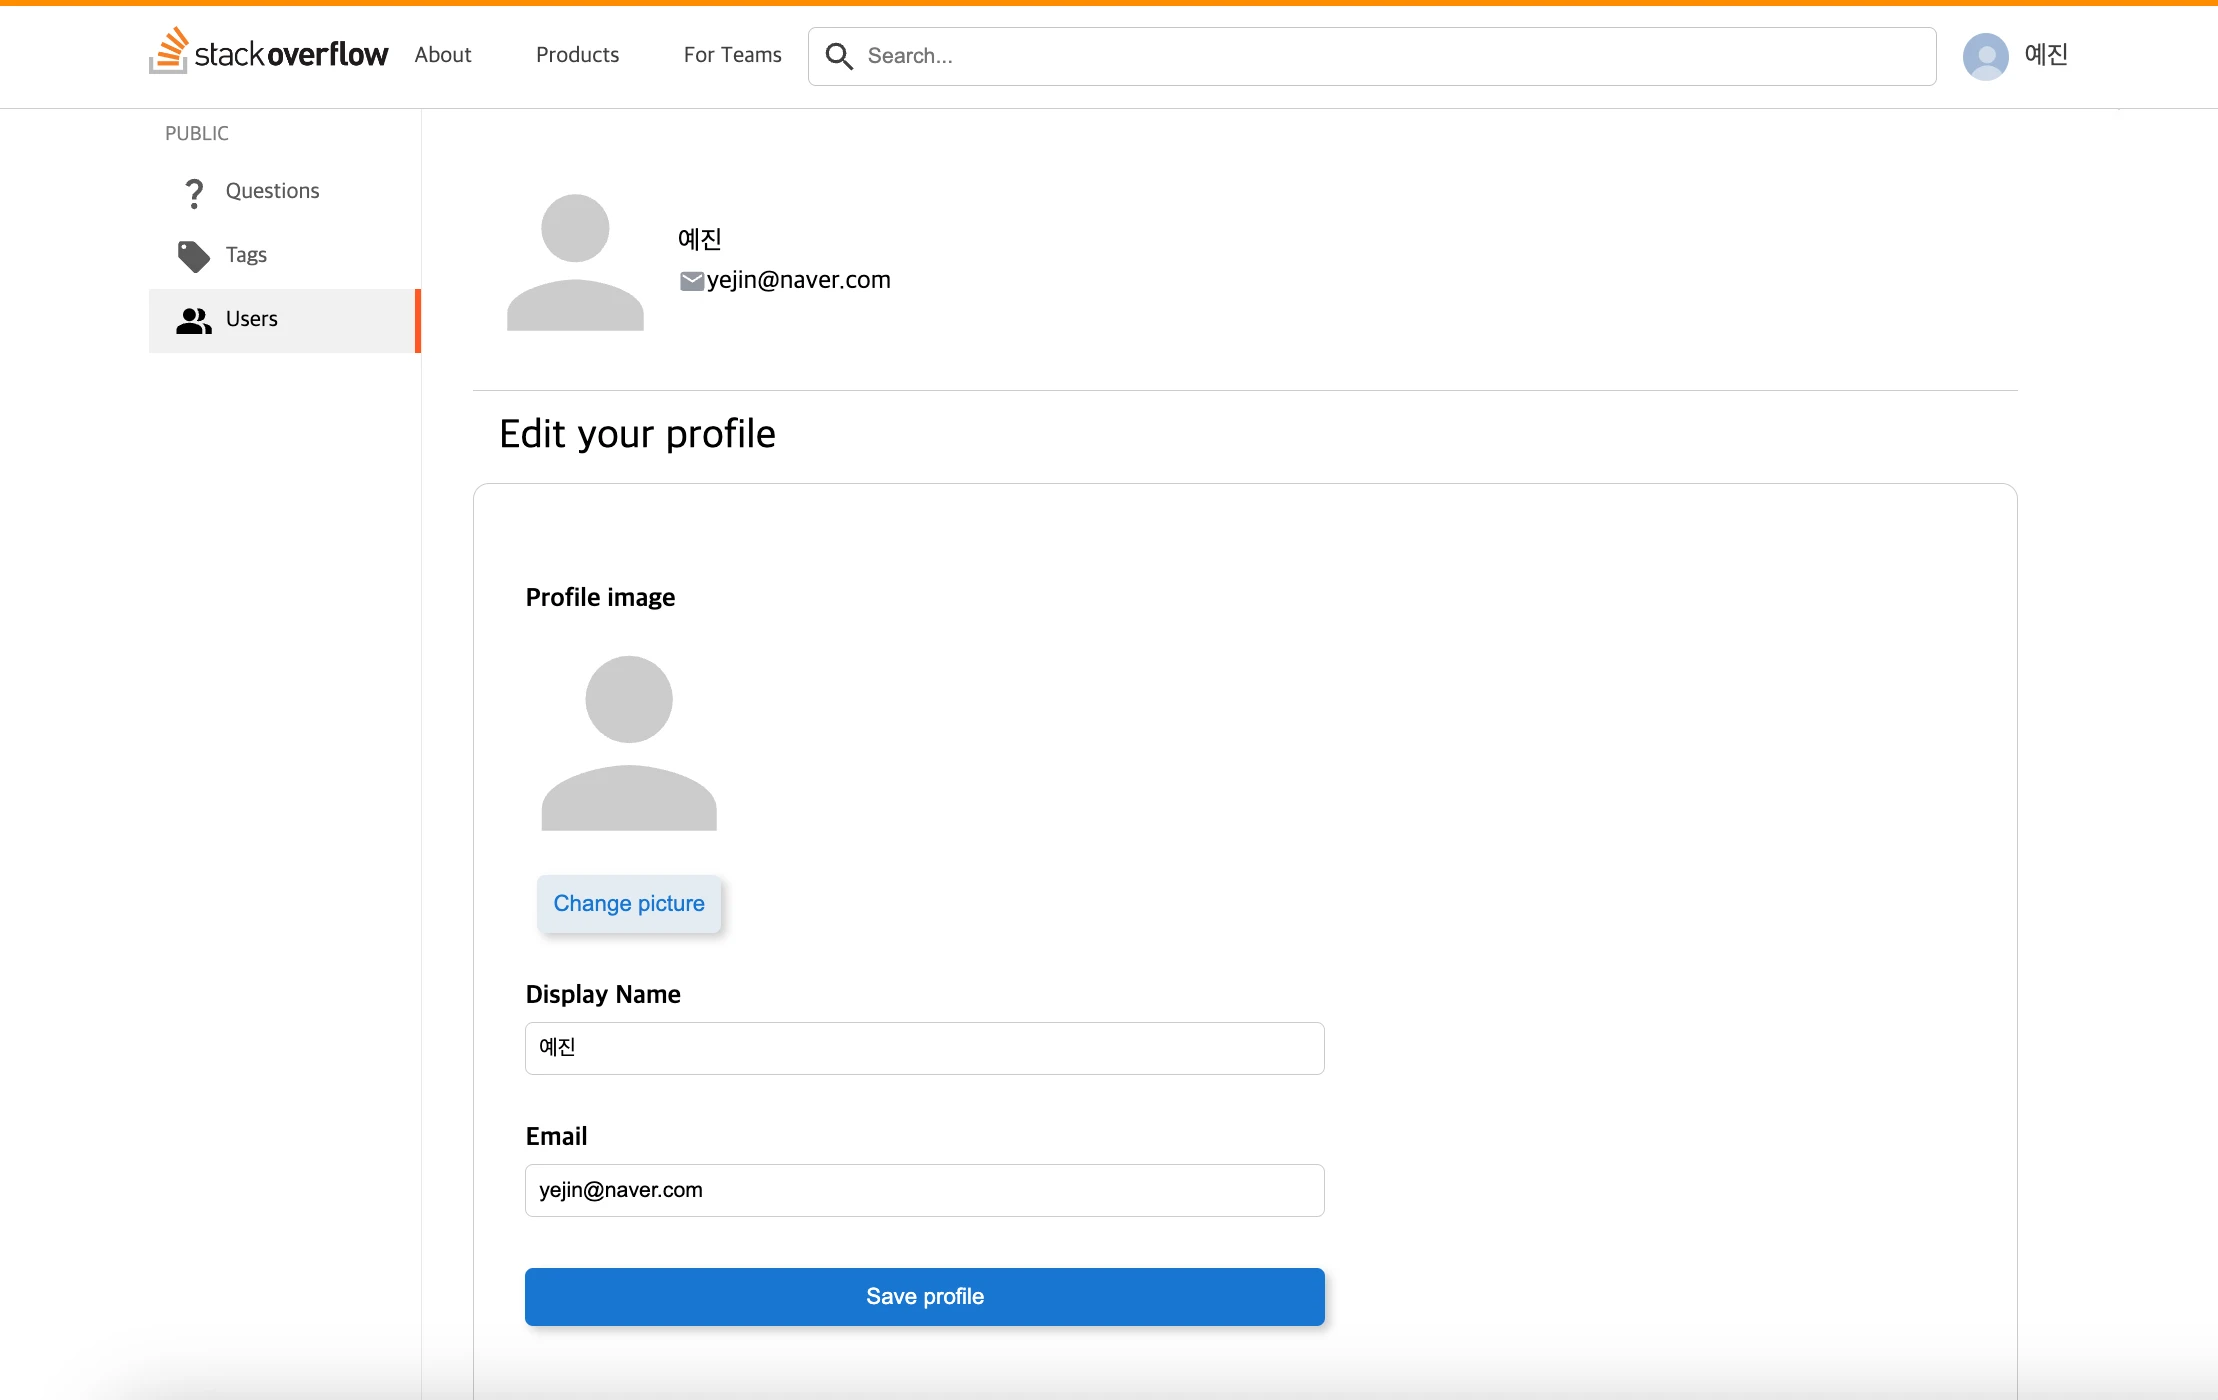 stackoverflow About Products For Teams Search... 예진
PUBLIC
Questions
Tags
Users
예진
yejin@naver.com
Edit your profile
Profile image
Change picture
Display Name
예진
Email
yejin@naver.com
Save profile